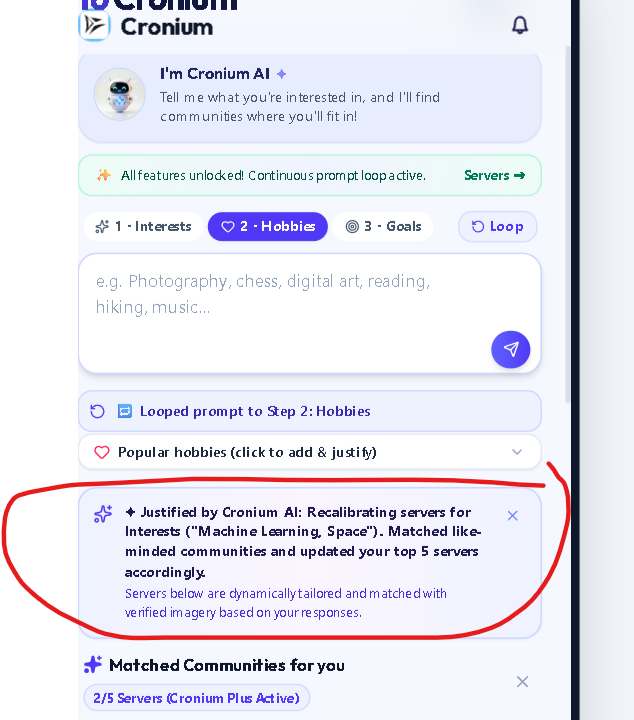 Cronium
Cronium
I'm Cronium AI
Tell me what you're interested in, and I'll find
communities where you'll fit in!
All features unlocked! Continuous prompt loop active. Servers →
1 · Interests 2 · Hobbies 3 · Goals Loop
e.g. Photography, chess, digital art, reading,
hiking, music...
Looped prompt to Step 2: Hobbies
Popular hobbies (click to add & justify)
✦ Justified by Cronium AI: Recalibrating servers for
Interests ("Machine Learning, Space"). Matched like-
minded communities and updated your top 5 servers
accordingly.
Servers below are dynamically tailored and matched with
verified imagery based on your responses.
Matched Communities for you
2/5 Servers (Cronium Plus Active)